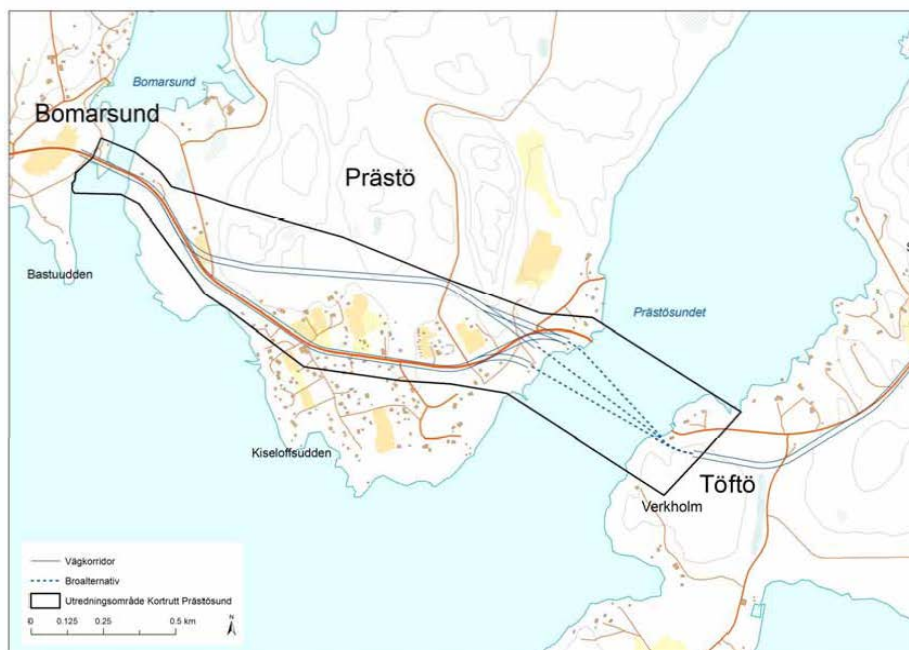 Bomarsund
Bomarsund
Prästö
Bastuudden
Prästösundet
Kiseloffsudden
Töftö
Verkholm
Vägkorridor
Broalternativ
Utredningsområde Kortrutt Prästösund
0 0.125 0.25 0.5 km
N